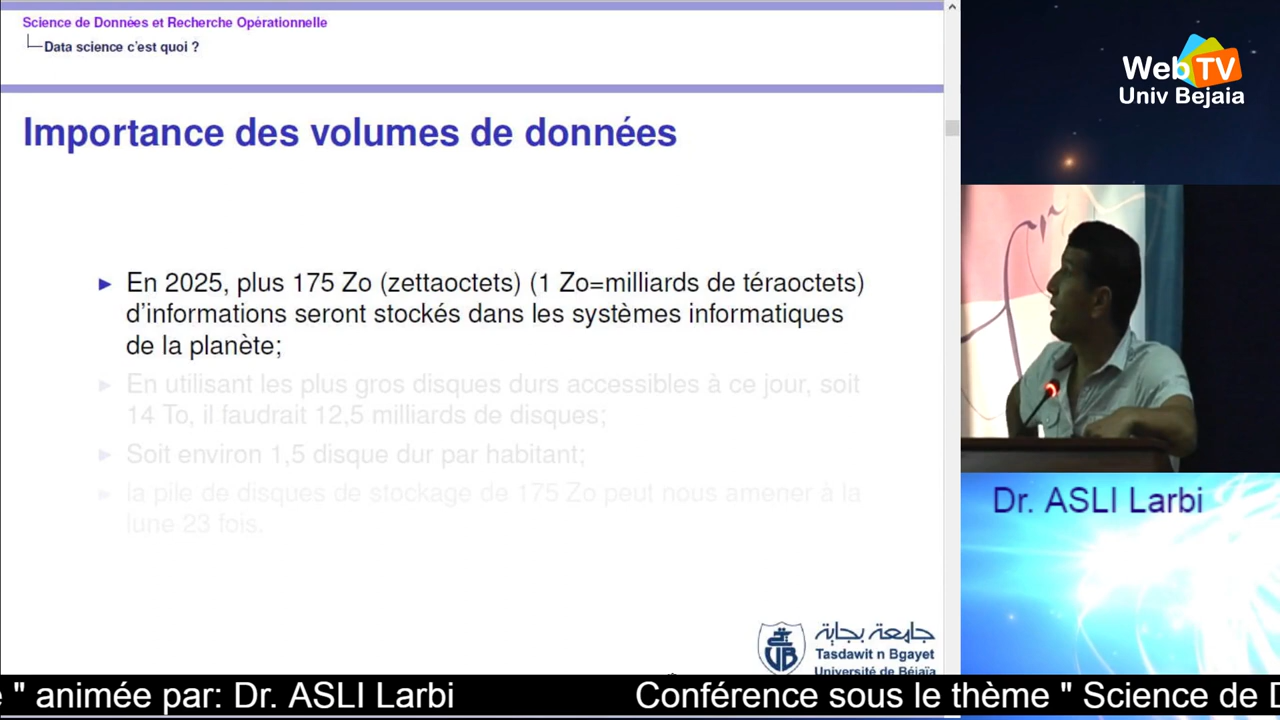 Science de Données et Recherche Opérationnelle
Data science c'est quoi ?
Importance des volumes de données
En 2025, plus 175 Zo (zettaoctets) (1 Zo=milliards de téraoctets)
d'informations seront stockés dans les systèmes informatiques
de la planète;
En utilisant les plus gros disques durs accessibles à ce jour, soit
14 To, il faudrait 12,5 milliards de disques;
Soit environ 1,5 disque dur par habitant;
la pile de disques de stockage de 175 Zo peut nous amener à la
lune 23 fois.
UB
جامعة بجاية
Tasdawit n Bgayet
Université de Béjaïa
Web TV
Univ Bejaia
Dr. ASLI Larbi
e " animée par: Dr. ASLI Larbi
Conférence sous le thème " Science de D